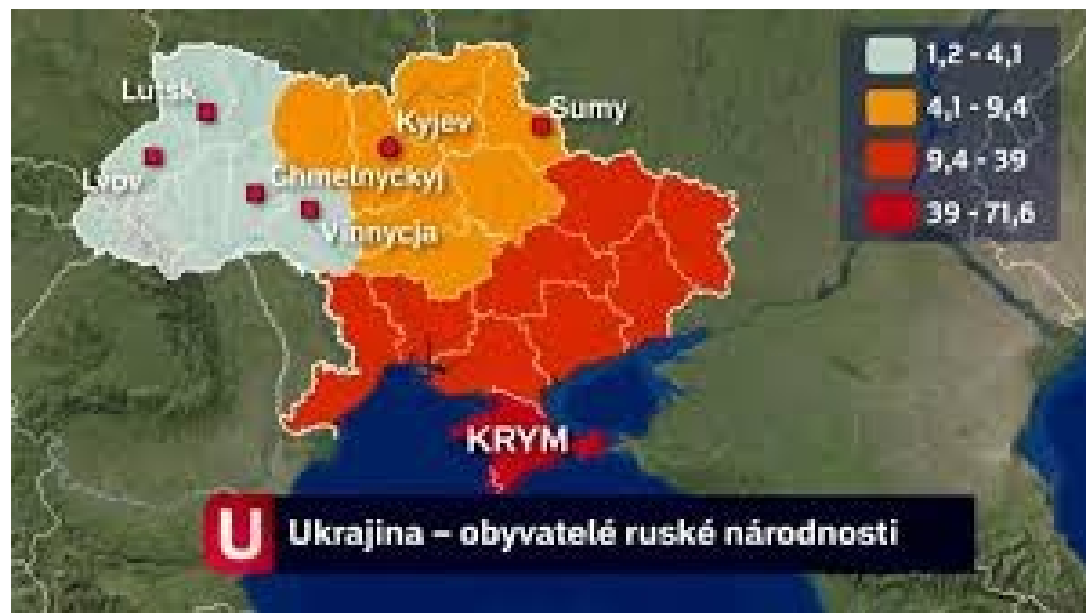 1,2 - 4,1
4,1 - 9,4
9,4 - 39
39 - 71,6
Lutsk
Sumy
Kyjev
Lvov
Chmelnyckyj
Vinnycja
KRYM
U Ukrajina – obyvatelé ruské národnosti